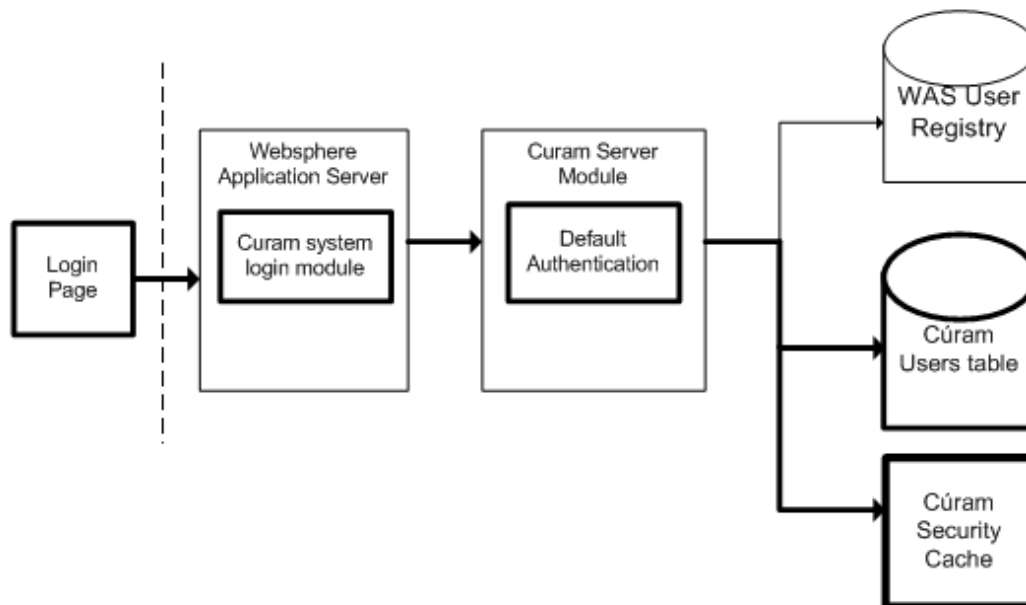 Login
Page
Websphere
Application Server
Curam system
login module
Curam Server
Module
Default
Authentication
WAS User
Registry
Cúram
Users table
Cúram
Security
Cache